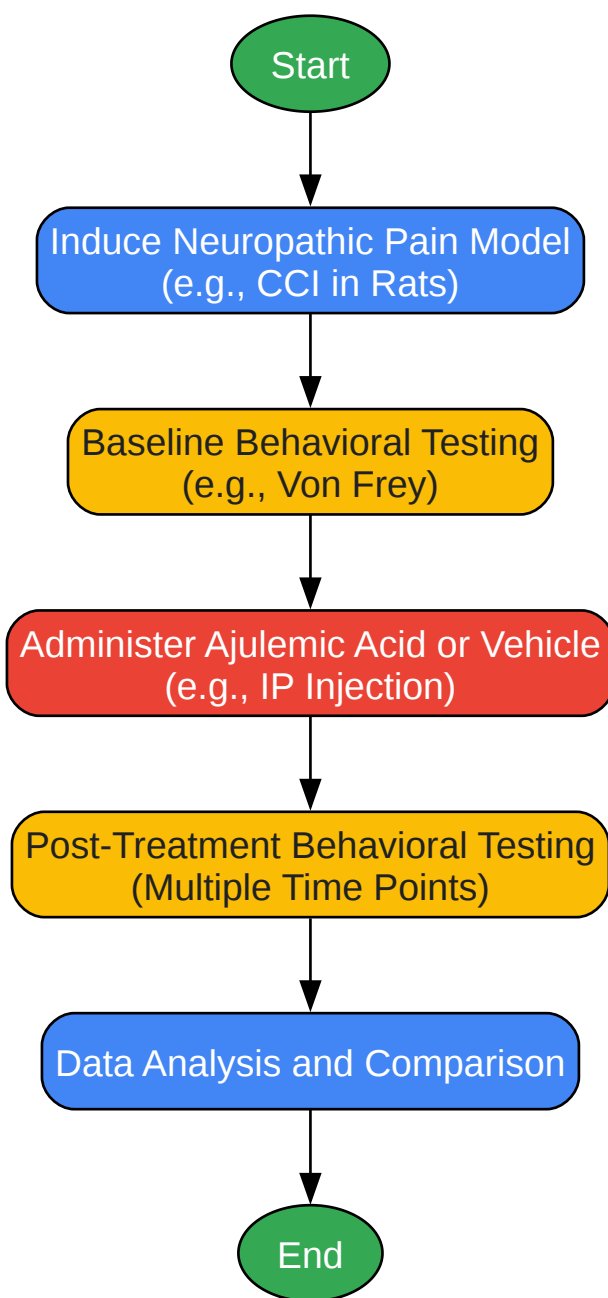 Start
Induce Neuropathic Pain Model
(e.g., CCI in Rats)
Baseline Behavioral Testing
(e.g., Von Frey)
Administer Ajulemic Acid or Vehicle
(e.g., IP Injection)
Post-Treatment Behavioral Testing
(Multiple Time Points)
Data Analysis and Comparison
End